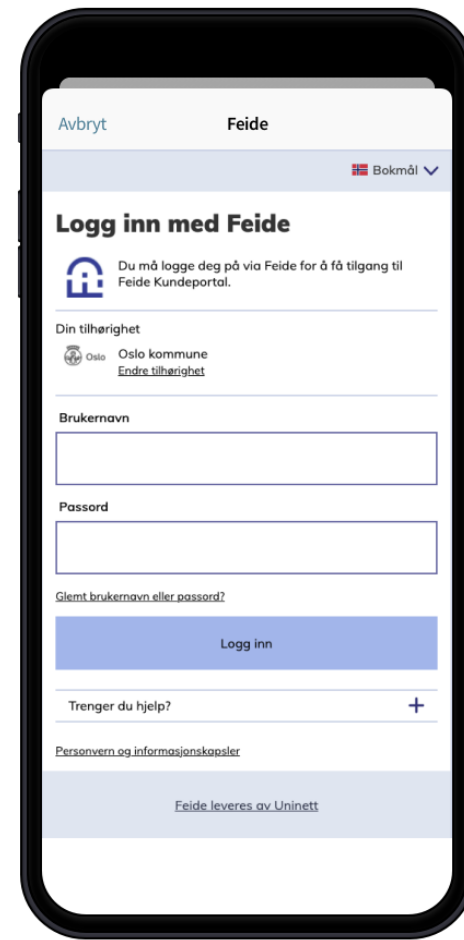 Avbryt
Feide
Bokmål
Logg inn med Feide
Du må logge deg på via Feide for å få tilgang til
Feide Kundeportal.
Din tilhørighet
Oslo
Oslo kommune
Endre tilhørighet
Brukernavn
Passord
Glemt brukernavn eller passord?
Logg inn
Trenger du hjelp?
Personvern og informasjonskapsler
Feide leveres av Uninett